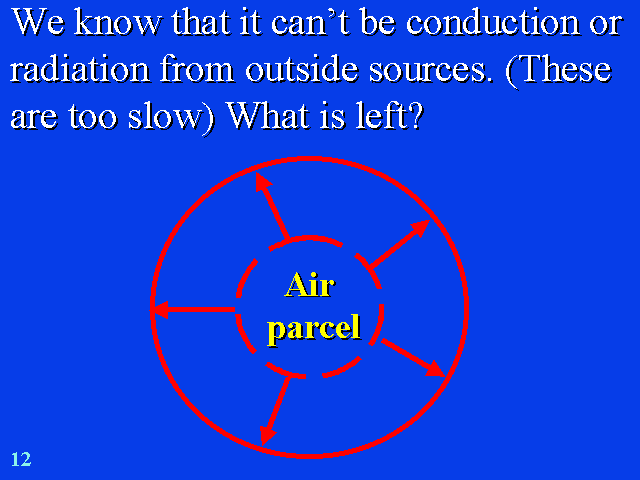 We know that it can’t be conduction or
radiation from outside sources. (These
are too slow) What is left?
Air
parcel
12